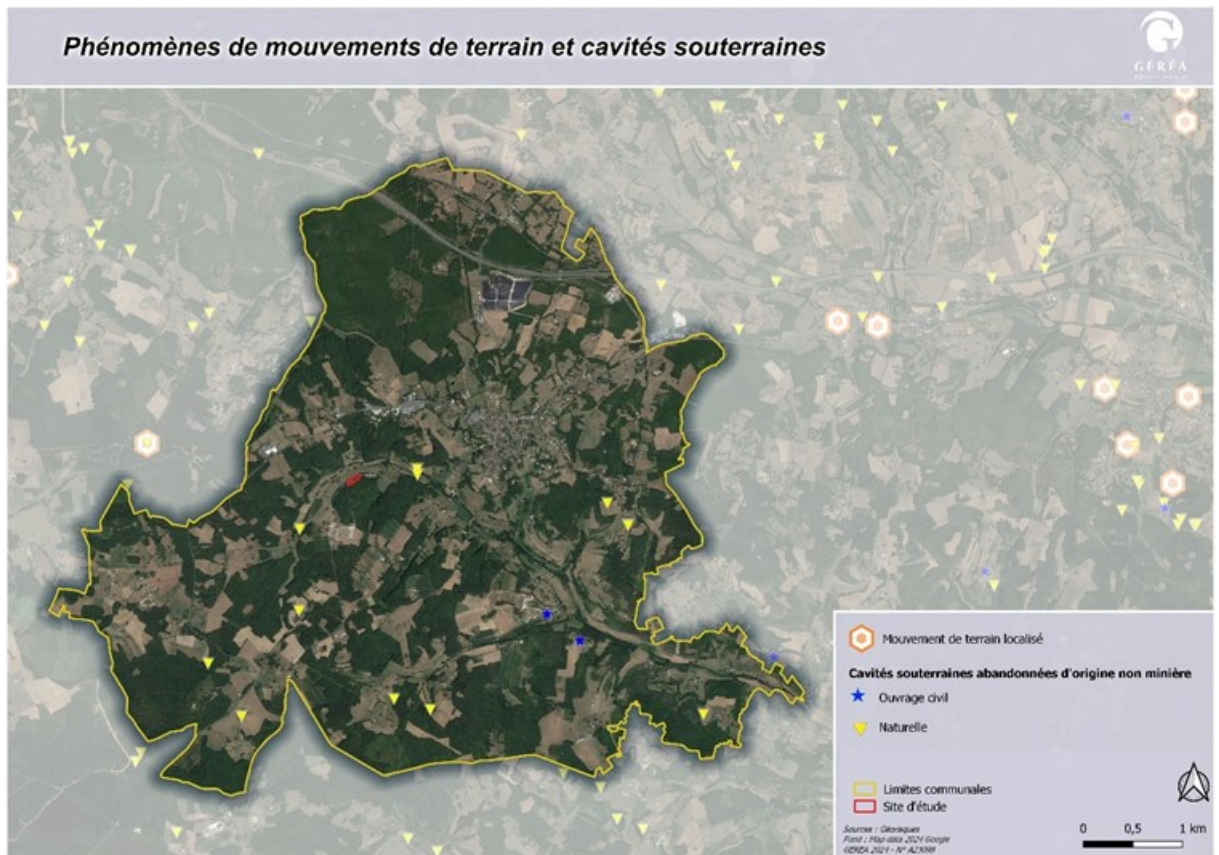 Phénomènes de mouvements de terrain et cavités souterraines
GÉRÉA
Mouvement de terrain localisé
Cavités souterraines abandonnées d'origine non minière
Ouvrage civil
Naturelle
Limites communales
Site d'étude
Sources : Géorisques
Fond : Map data 2024 Google
GEREA 2024 - N°
0 0,5 1 km